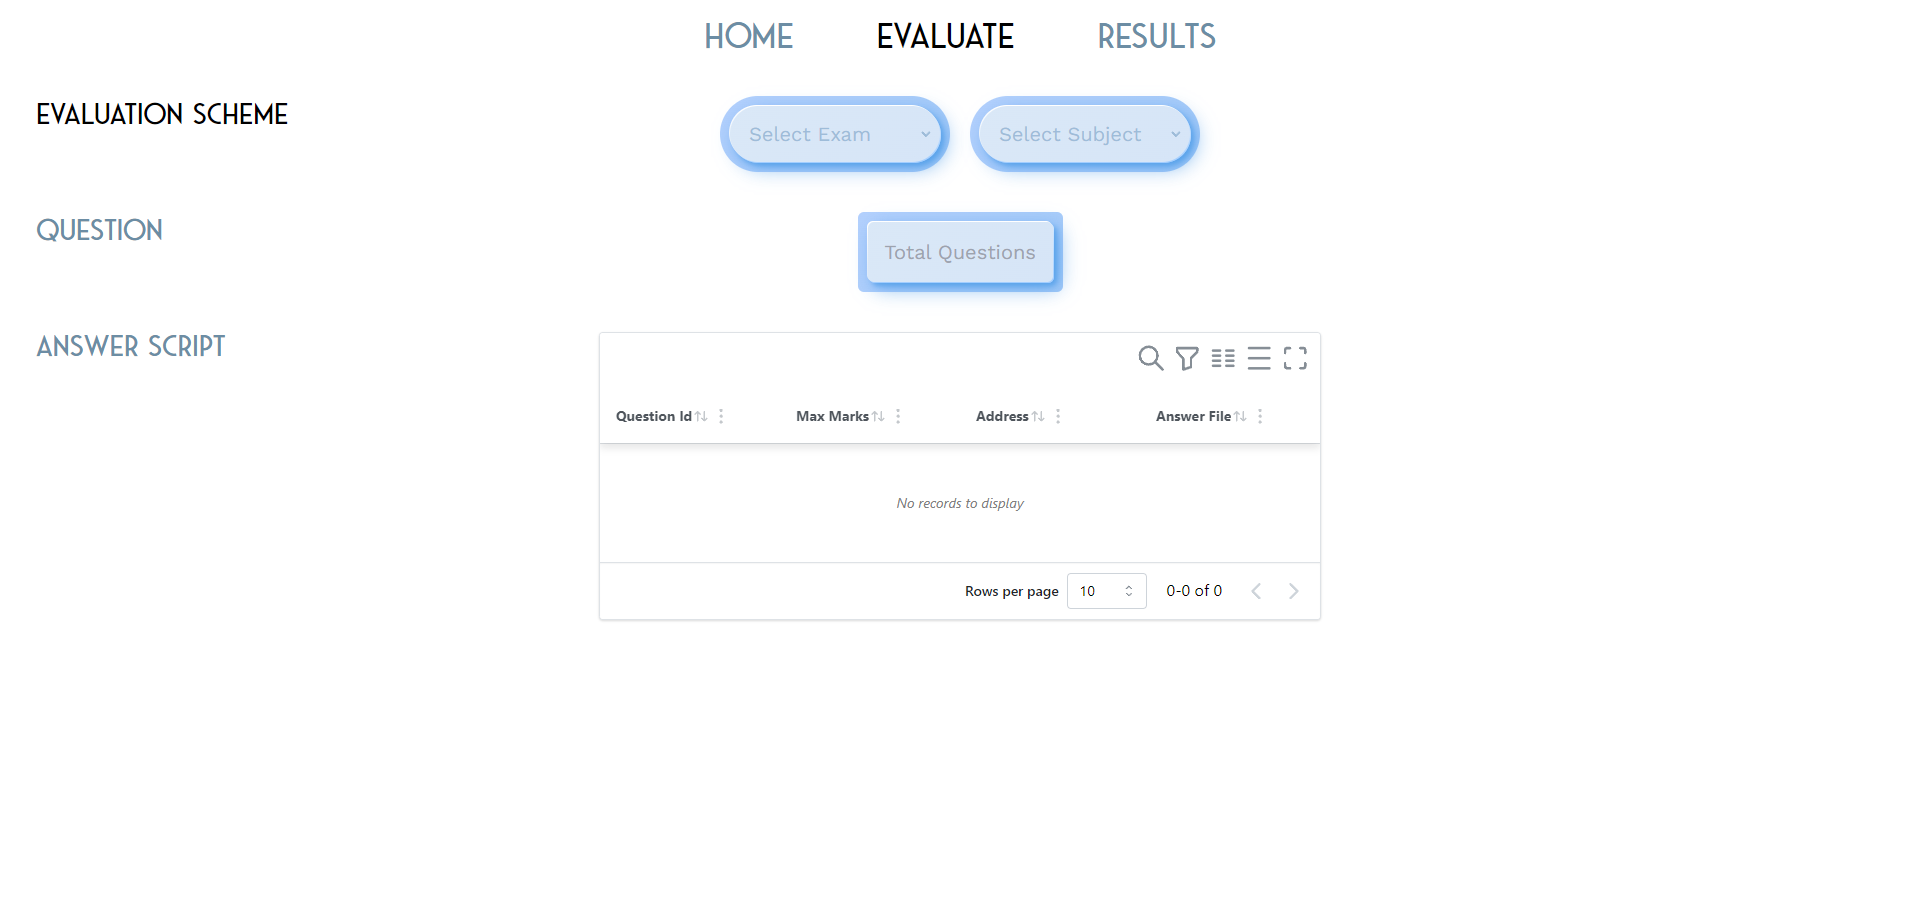 HOME EVALUATE RESULTS
EVALUATION SCHEME
Select Exam Select Subject
QUESTION
Total Questions
ANSWER SCRIPT
Question Id Max Marks Address Answer File
No records to display
Rows per page 10 0-0 of 0